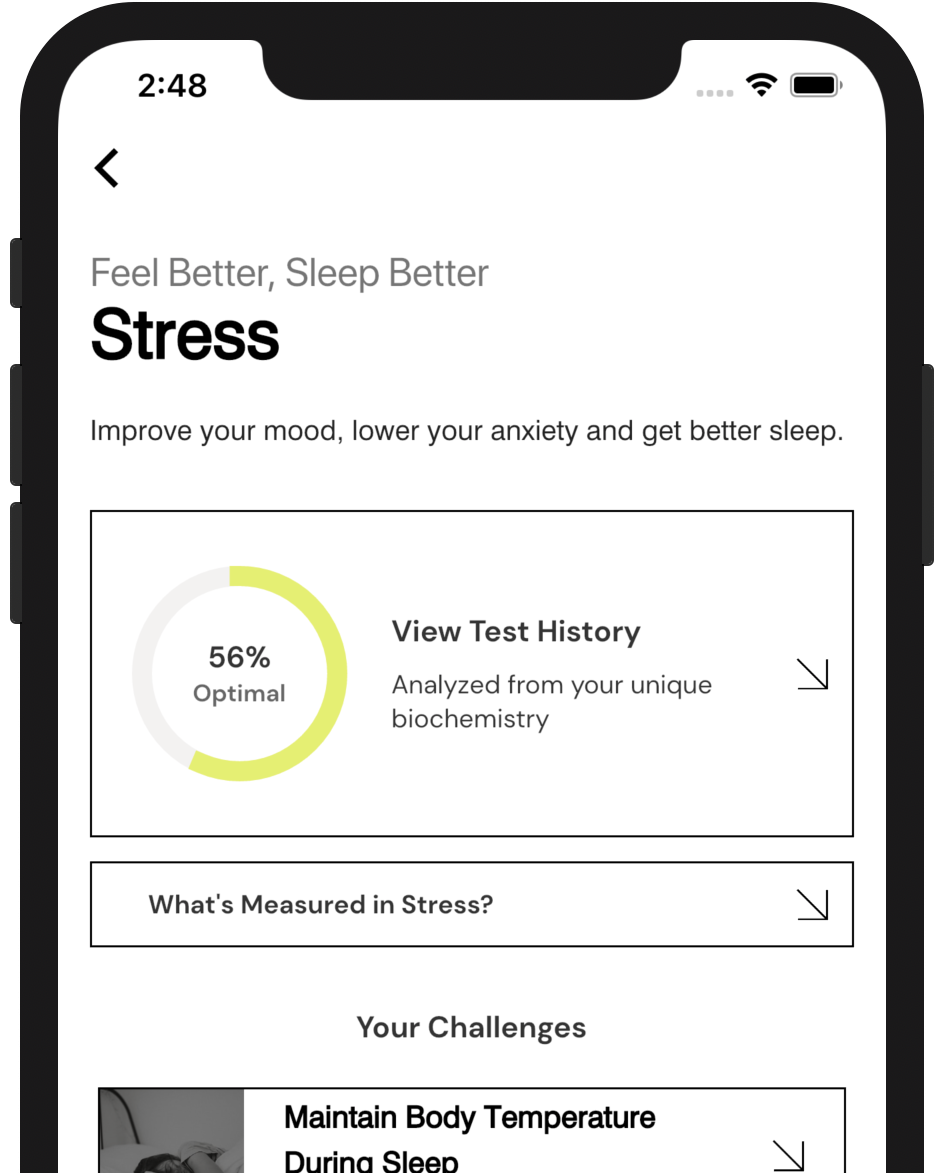 2:48
Feel Better, Sleep Better
Stress
Improve your mood, lower your anxiety and get better sleep.
56%
Optimal
View Test History
Analyzed from your unique
biochemistry
What's Measured in Stress?
Your Challenges
Maintain Body Temperature
During Sleep